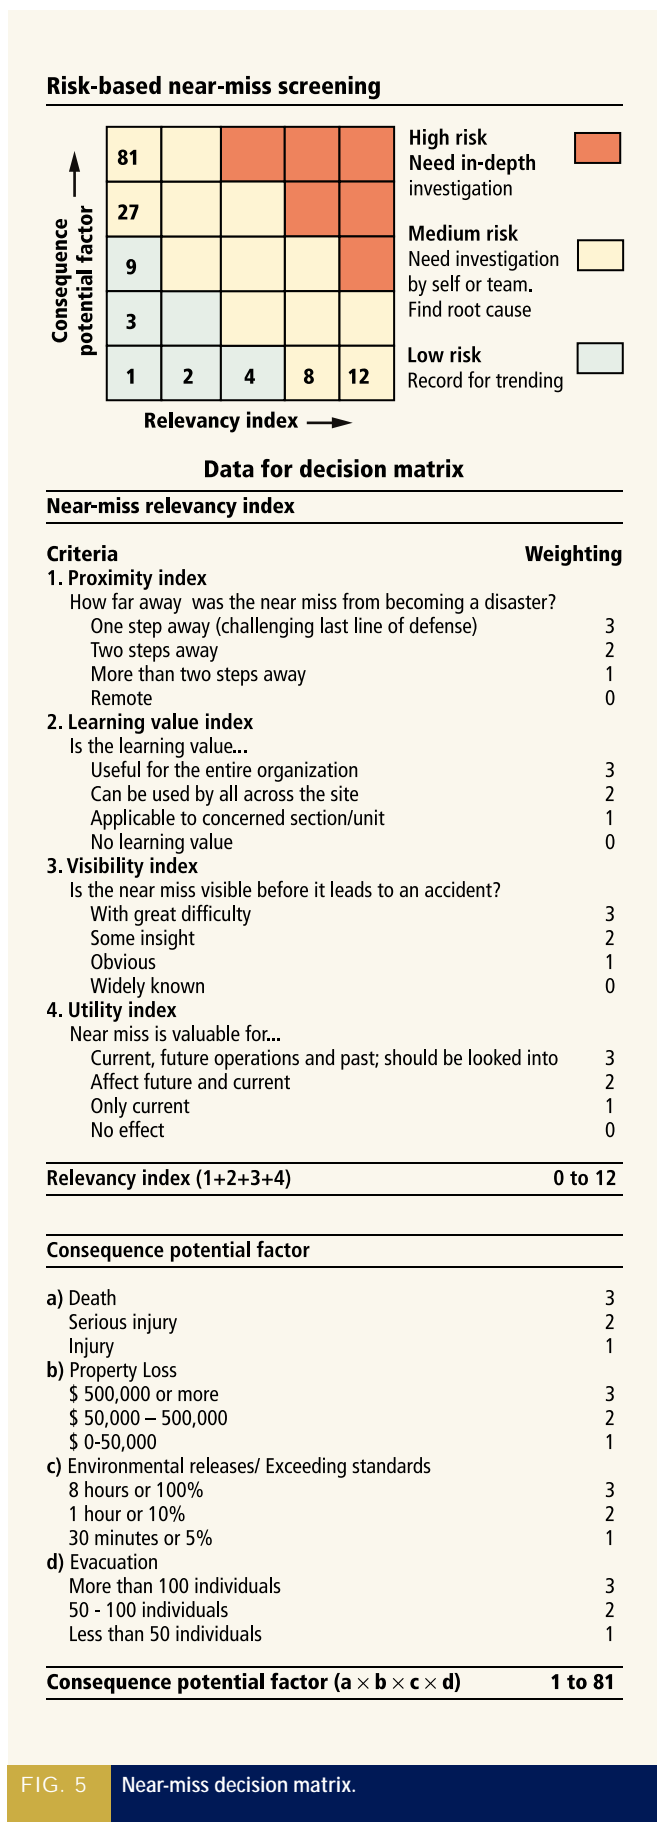 Risk-based near-miss screening
81
27
9
3
1 2 4 8 12
Consequence
potential factor
Relevancy index
High risk
Need in-depth
investigation
Medium risk
Need investigation
by self or team.
Find root cause
Low risk
Record for trending
Data for decision matrix
Near-miss relevancy index
Criteria Weighting
1. Proximity index
How far away was the near miss from becoming a disaster?
One step away (challenging last line of defense) 3
Two steps away 2
More than two steps away 1
Remote 0
2. Learning value index
Is the learning value...
Useful for the entire organization 3
Can be used by all across the site 2
Applicable to concerned section/unit 1
No learning value 0
3. Visibility index
Is the near miss visible before it leads to an accident?
With great difficulty 3
Some insight 2
Obvious 1
Widely known 0
4. Utility index
Near miss is valuable for...
Current, future operations and past; should be looked into 3
Affect future and current 2
Only current 1
No effect 0
Relevancy index (1+2+3+4) 0 to 12
Consequence potential factor
a) Death 3
Serious injury 2
Injury 1
b) Property Loss
$ 500,000 or more 3
$ 50,000 – 500,000 2
$ 0-50,000 1
c) Environmental releases/ Exceeding standards
8 hours or 100% 3
1 hour or 10% 2
30 minutes or 5% 1
d) Evacuation
More than 100 individuals 3
50 - 100 individuals 2
Less than 50 individuals 1
Consequence potential factor (a × b × c × d) 1 to 81
FIG. 5 Near-miss decision matrix.